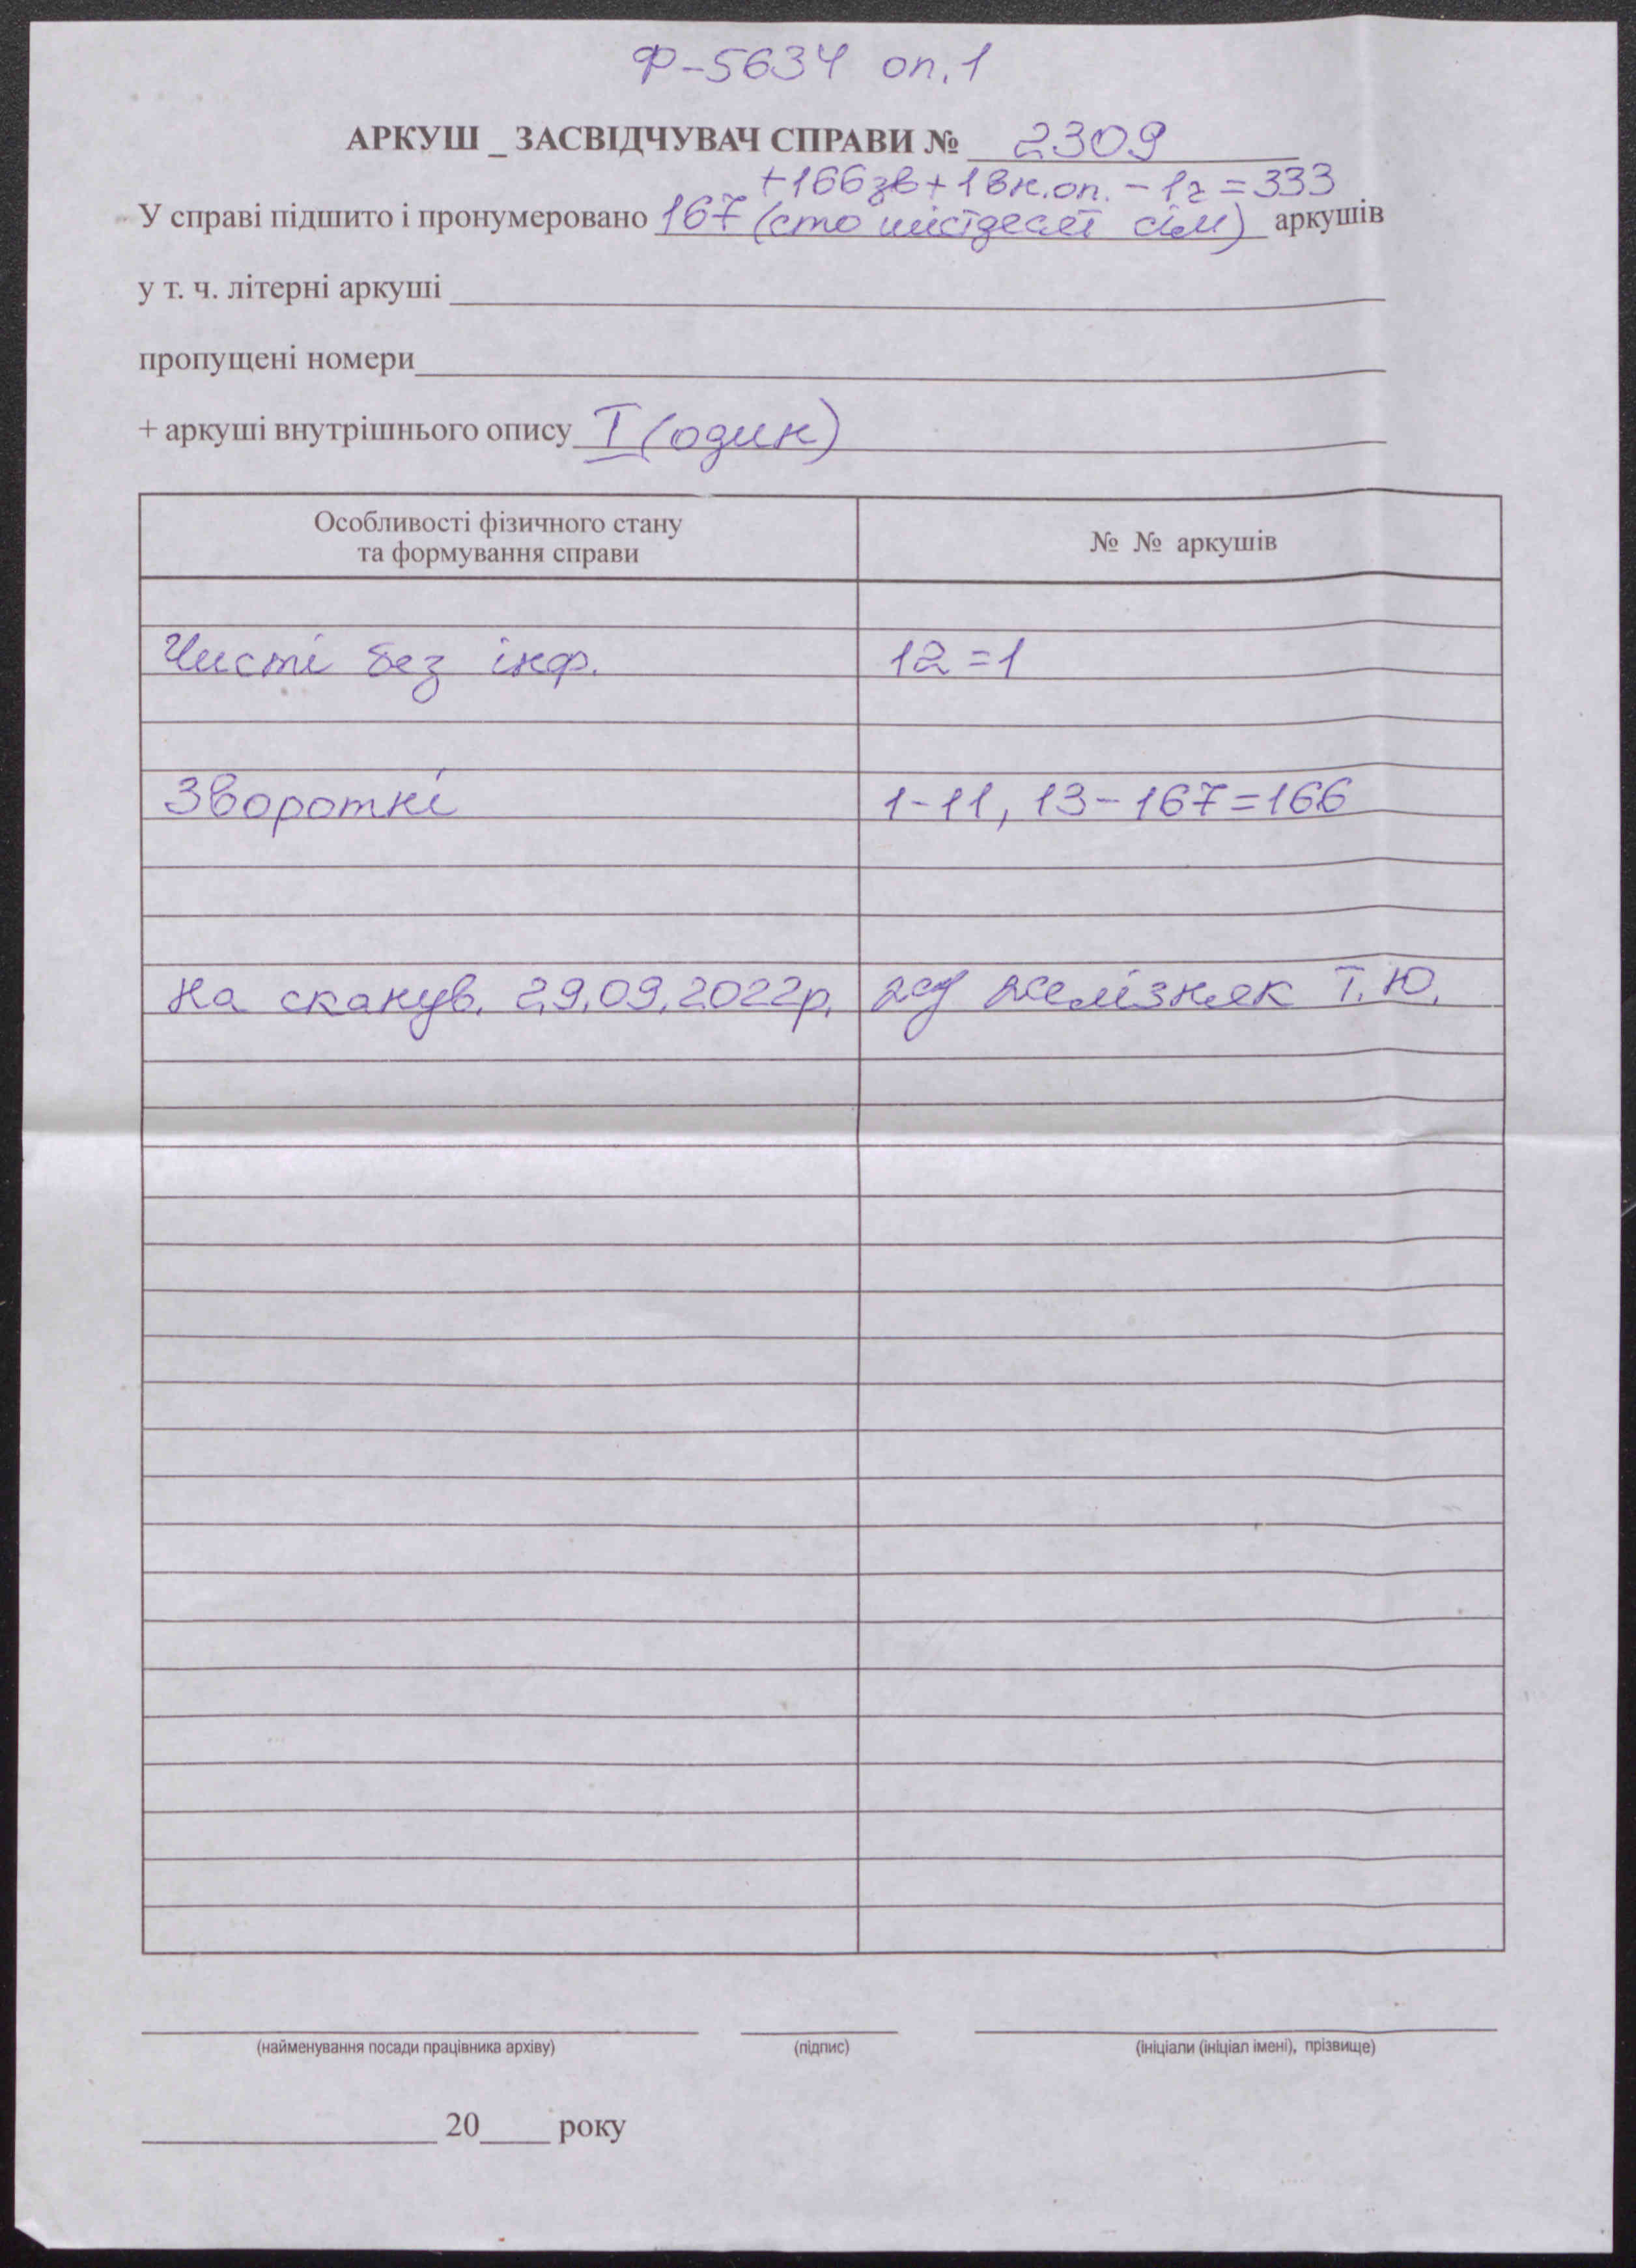 Ф-5634 оп.1
АРКУШ _ ЗАСВІДЧУВАЧ СПРАВИ № 2309
+166зв+1вн.оп. - 1г = 333
У справі підшито і пронумеровано 167 (сто шістдесят сім) аркушів
у т. ч. літерні аркуші
пропущені номери
+ аркуші внутрішнього опису I (один)
Особливості фізичного стану
та формування справи
№ № аркушів
Чисті без інф. 12=1
Зворотні 1-11, 13-167=166
На сканув. 29.09.2022р. Желізняк Т.Ю.
(найменування посади працівника архіву) (підпис) (ініціали (ініціал імені), прізвище)
20 року